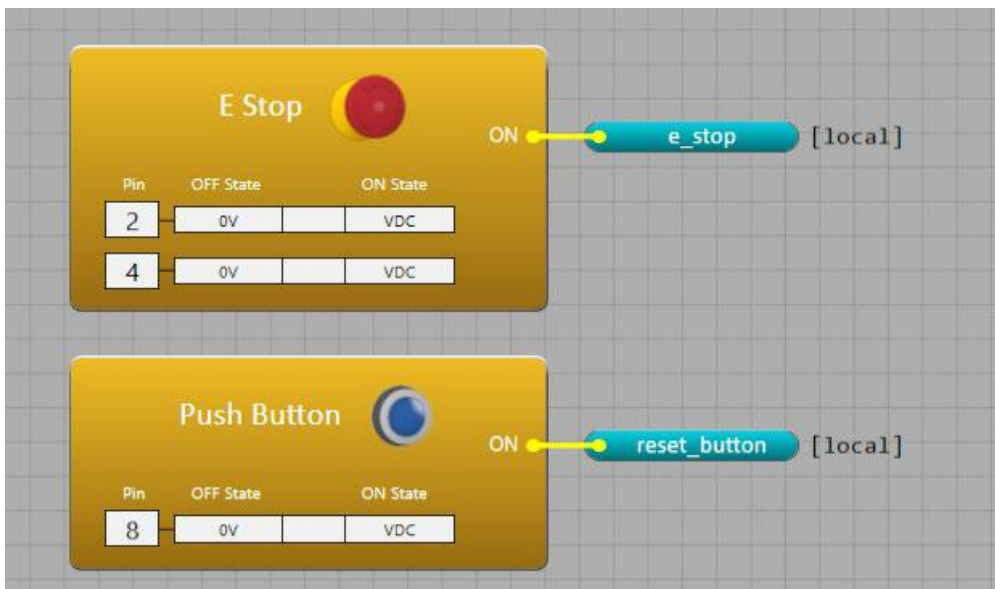 E Stop
ON
e_stop
[local]
Pin OFF State ON State
2 0V VDC
4 0V VDC
Push Button
ON
reset_button
[local]
Pin OFF State ON State
8 0V VDC